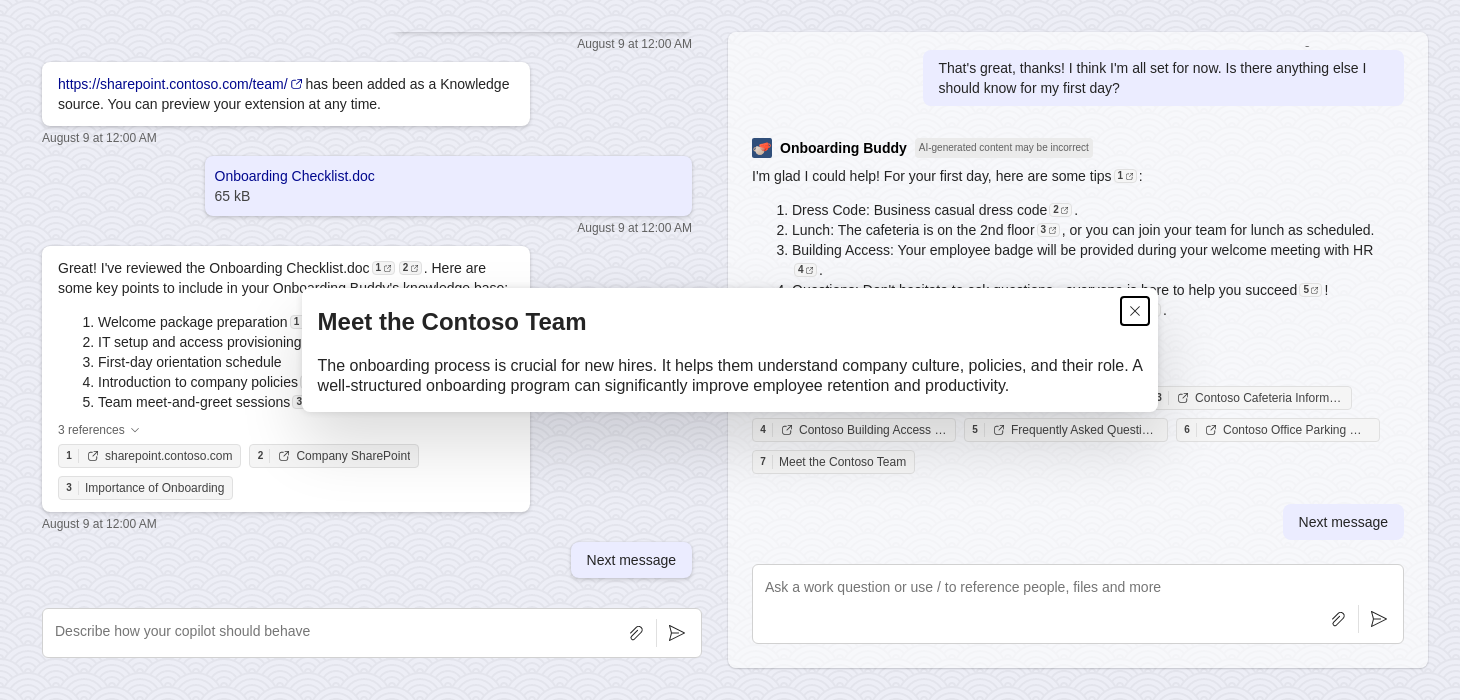 August 9 at 12:00 AM
https://sharepoint.contoso.com/team/ has been added as a Knowledge
source. You can preview your extension at any time.
August 9 at 12:00 AM
Onboarding Checklist.doc
65 kB
August 9 at 12:00 AM
Great! I've reviewed the Onboarding Checklist.doc 1 2 . Here are
some key points to include in your Onboarding Buddy's knowledge base:
1. Welcome package preparation 1
2. IT setup and access provisioning
3. First-day orientation schedule
4. Introduction to company policies
5. Team meet-and-greet sessions 3
3 references
1 sharepoint.contoso.com
2 Company SharePoint
3 Importance of Onboarding
August 9 at 12:00 AM
Next message
Describe how your copilot should behave
Meet the Contoso Team
The onboarding process is crucial for new hires. It helps them understand company culture, policies, and their role. A
well-structured onboarding program can significantly improve employee retention and productivity.
That's great, thanks! I think I'm all set for now. Is there anything else I
should know for my first day?
Onboarding Buddy AI-generated content may be incorrect
I'm glad I could help! For your first day, here are some tips 1 :
1. Dress Code: Business casual dress code 2 .
2. Lunch: The cafeteria is on the 2nd floor 3 , or you can join your team for lunch as scheduled.
3. Building Access: Your employee badge will be provided during your welcome meeting with HR
4 .
4. Questions: Don't hesitate to ask questions—everyone is here to help you succeed 5 !
.
3 Contoso Cafeteria Inform…
4 Contoso Building Access …
5 Frequently Asked Questi…
6 Contoso Office Parking …
7 Meet the Contoso Team
Next message
Ask a work question or use / to reference people, files and more